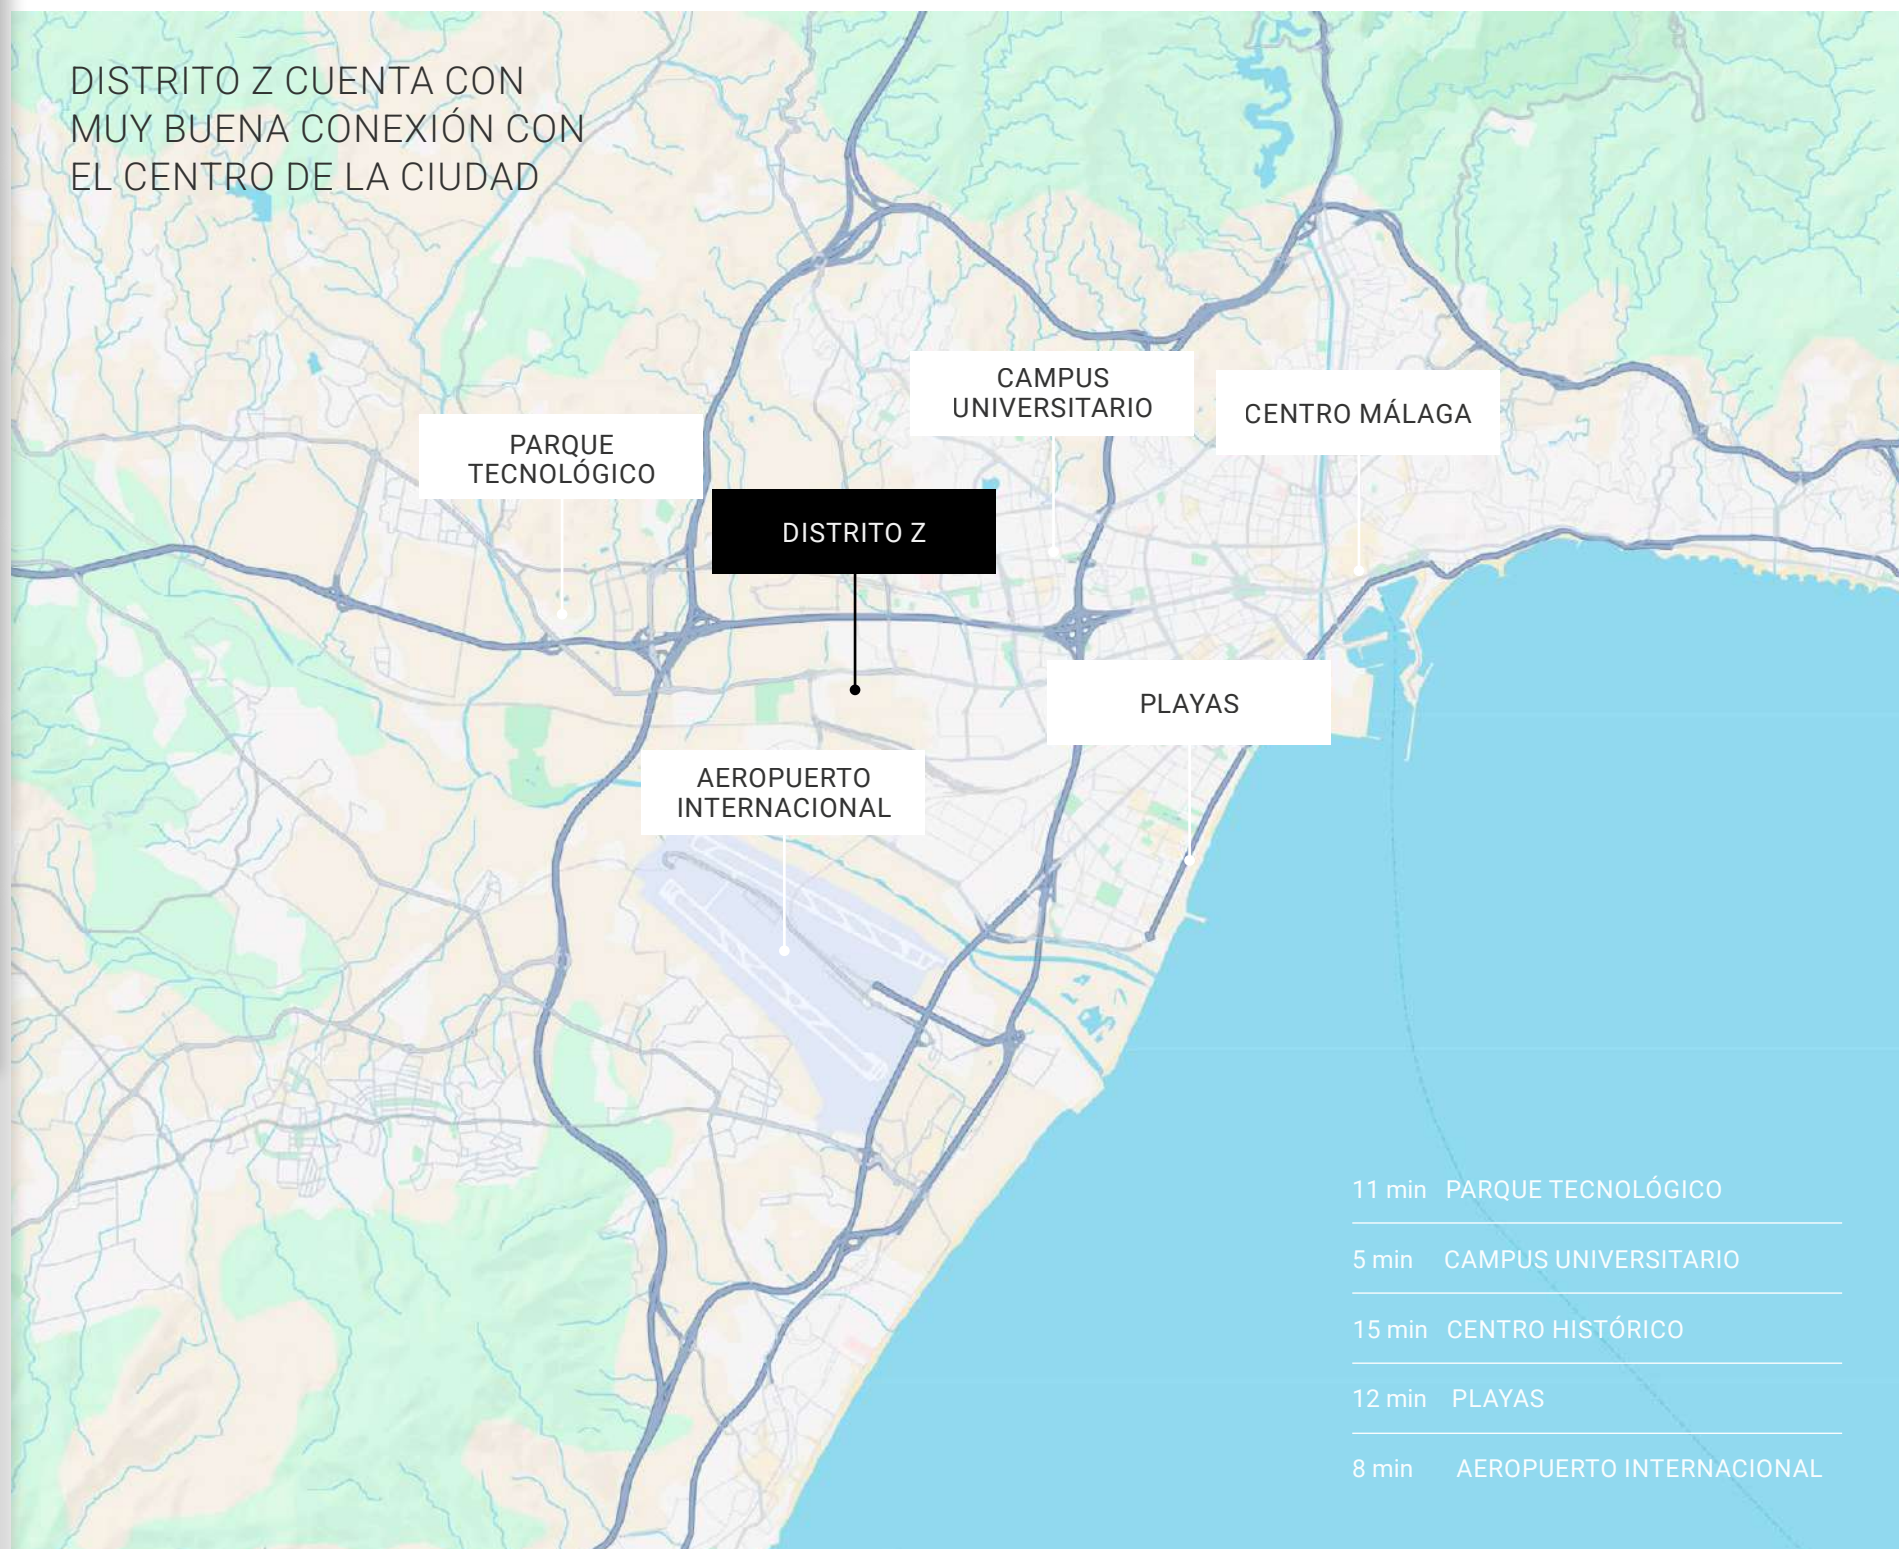 DISTRITO Z CUENTA CON
MUY BUENA CONEXIÓN CON
EL CENTRO DE LA CIUDAD
CAMPUS
UNIVERSITARIO
CENTRO MÁLAGA
PARQUE
TECNOLÓGICO
DISTRITO Z
PLAYAS
AEROPUERTO
INTERNACIONAL
11 min PARQUE TECNOLÓGICO
5 min CAMPUS UNIVERSITARIO
15 min CENTRO HISTÓRICO
12 min PLAYAS
8 min AEROPUERTO INTERNACIONAL